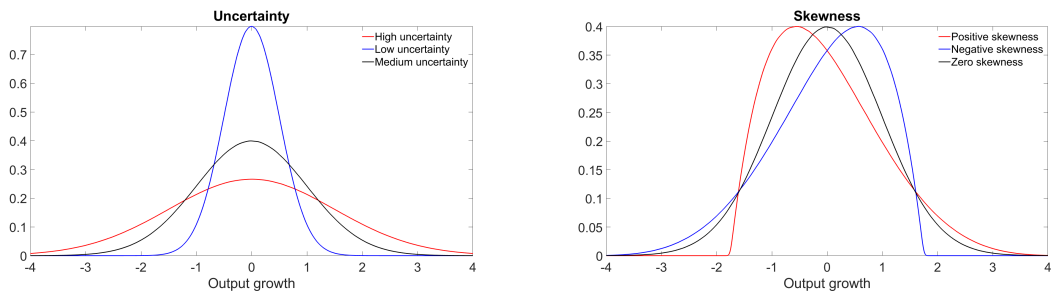 Uncertainty
0.7
0.6
0.5
0.4
0.3
0.2
0.1
0
-4 -3 -2 -1 0 1 2 3 4
Output growth
High uncertainty
Low uncertainty
Medium uncertainty
Skewness
0.4
0.35
0.3
0.25
0.2
0.15
0.1
0.05
0
-4 -3 -2 -1 0 1 2 3 4
Output growth
Positive skewness
Negative skewness
Zero skewness